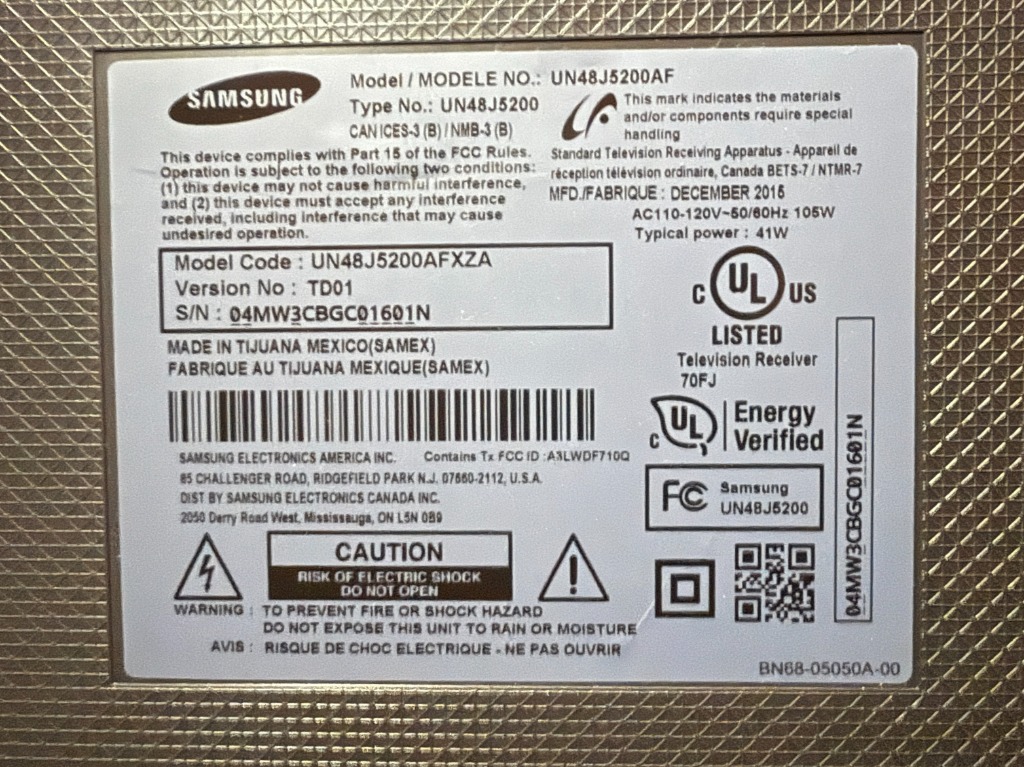 SAMSUNG
Model / MODELE NO.: UN48J5200AF
Type No.: UN48J5200
CAN ICES-3 (B) / NMB-3 (B)
This mark indicates the materials
and/or components require special
handling
This device complies with Part 15 of the FCC Rules.
Operation is subject to the following two conditions:
(1) this device may not cause harmful interference,
and (2) this device must accept any interference
received, including interference that may cause
undesired operation.
Standard Television Receiving Apparatus - Appareil de
réception télévision ordinaire, Canada BETS-7 / NTMR-7
MFD./FABRIQUE : DECEMBER 2015
AC110-120V~50/60Hz 105W
Typical power : 41W
Model Code : UN48J5200AFXZA
Version No : TD01
S/N : 04MW3CBGC01601N
C UL US
LISTED
Television Receiver
70FJ
MADE IN TIJUANA MEXICO(SAMEX)
FABRIQUE AU TIJUANA MEXIQUE(SAMEX)
C UL Energy
Verified
SAMSUNG ELECTRONICS AMERICA INC. Contains Tx FCC ID :A3LWDF710Q
85 CHALLENGER ROAD, RIDGEFIELD PARK N.J. 07660-2112, U.S.A.
DIST BY SAMSUNG ELECTRONICS CANADA INC.
2050 Derry Road West, Mississauga, ON L5N 0B9
FC Samsung
UN48J5200
04MW3CBGC01601N
CAUTION
RISK OF ELECTRIC SHOCK
DO NOT OPEN
WARNING : TO PREVENT FIRE OR SHOCK HAZARD
DO NOT EXPOSE THIS UNIT TO RAIN OR MOISTURE
AVIS : RISQUE DE CHOC ELECTRIQUE - NE PAS OUVRIR
BN68-05050A-00